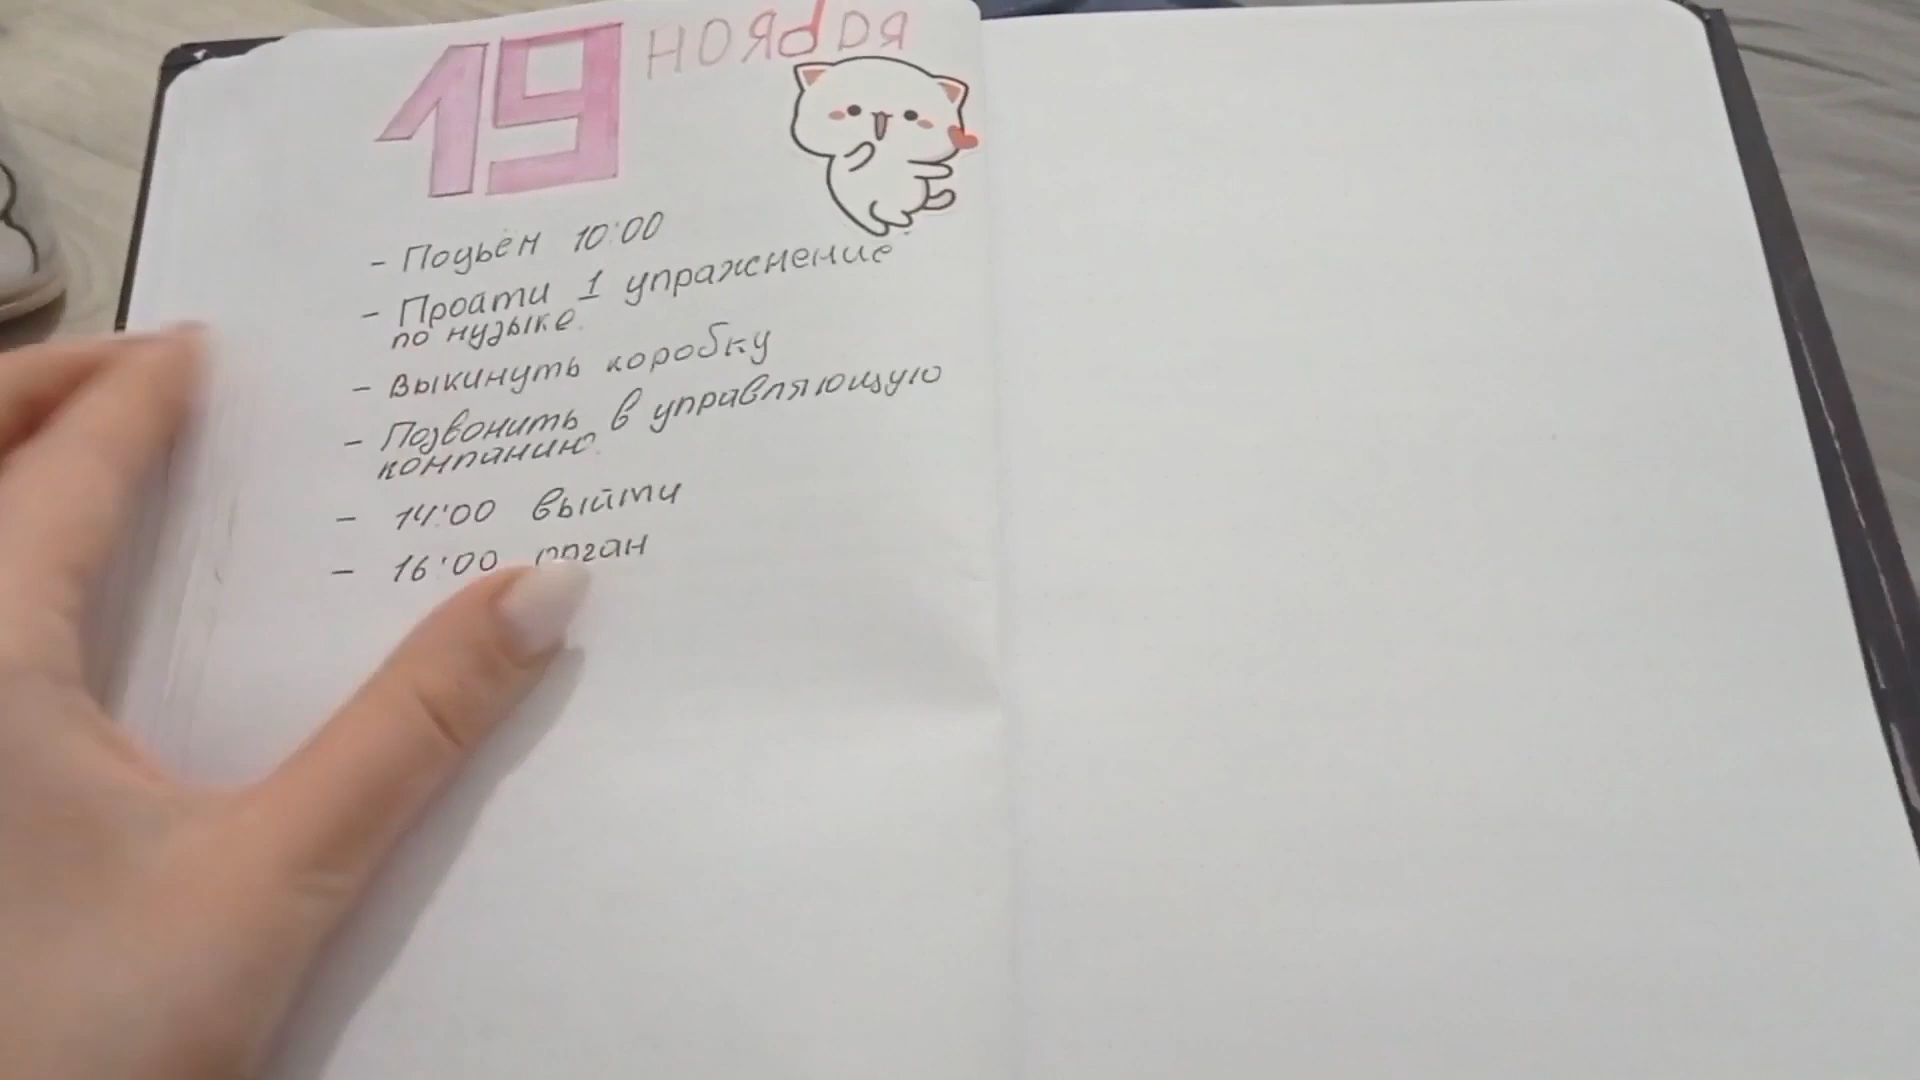 19 ноября
- Подъём 10:00
- Пройти 1 упражнение
по музыке.
- Выкинуть коробку
- Позвонить в управляющую
компанию.
- 14:00 выйти
- 16:00 орган